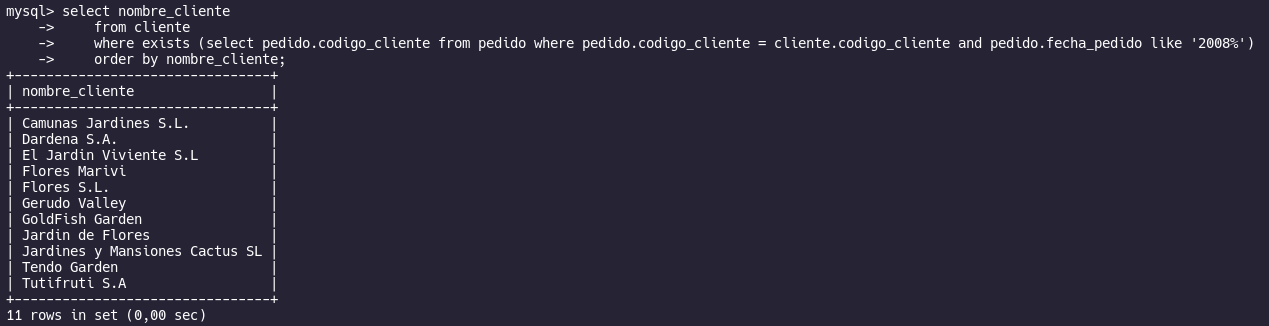 mysql> select nombre_cliente
    ->     from cliente
    ->     where exists (select pedido.codigo_cliente from pedido where pedido.codigo_cliente = cliente.codigo_cliente and pedido.fecha_pedido like '2008%')
    ->     order by nombre_cliente;
+--------------------------------+
| nombre_cliente                 |
+--------------------------------+
| Camunas Jardines S.L.          |
| Dardena S.A.                   |
| El Jardin Viviente S.L         |
| Flores Marivi                  |
| Flores S.L.                    |
| Gerudo Valley                  |
| GoldFish Garden                |
| Jardin de Flores               |
| Jardines y Mansiones Cactus SL |
| Tendo Garden                   |
| Tutifruti S.A                  |
+--------------------------------+
11 rows in set (0,00 sec)